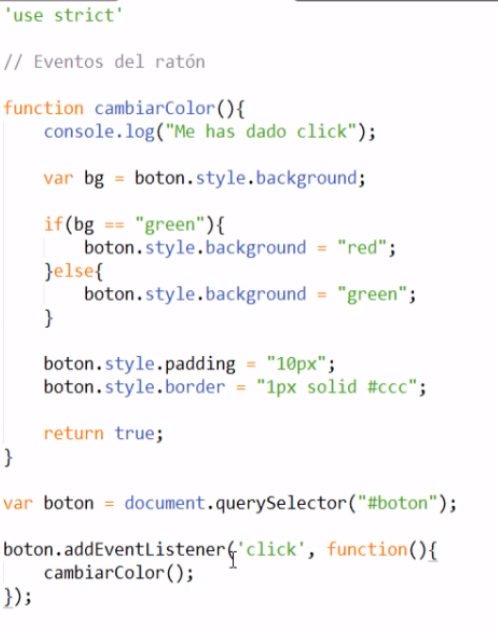 'use strict'
// Eventos del ratón
function cambiarColor(){
    console.log("Me has dado click");
    var bg = boton.style.background;
    if(bg == "green"){
        boton.style.background = "red";
    }else{
        boton.style.background = "green";
    }
    boton.style.padding = "10px";
    boton.style.border = "1px solid #ccc";
    return true;
}
var boton = document.querySelector("#boton");
boton.addEventListener('click', function(){
    cambiarColor();
});